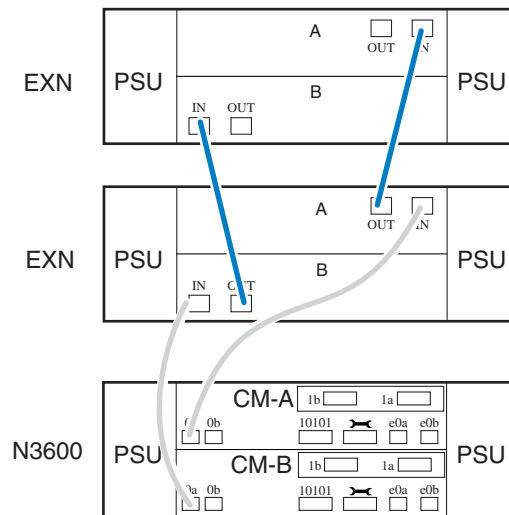 A
OUT
EXN PSU PSU
B
IN OUT
A
OUT
EXN PSU PSU
B
IN
CM-A 1b 1a
0b 10101 e0a e0b
N3600 PSU PSU
CM-B 1b 1a
0a 0b 10101 e0a e0b